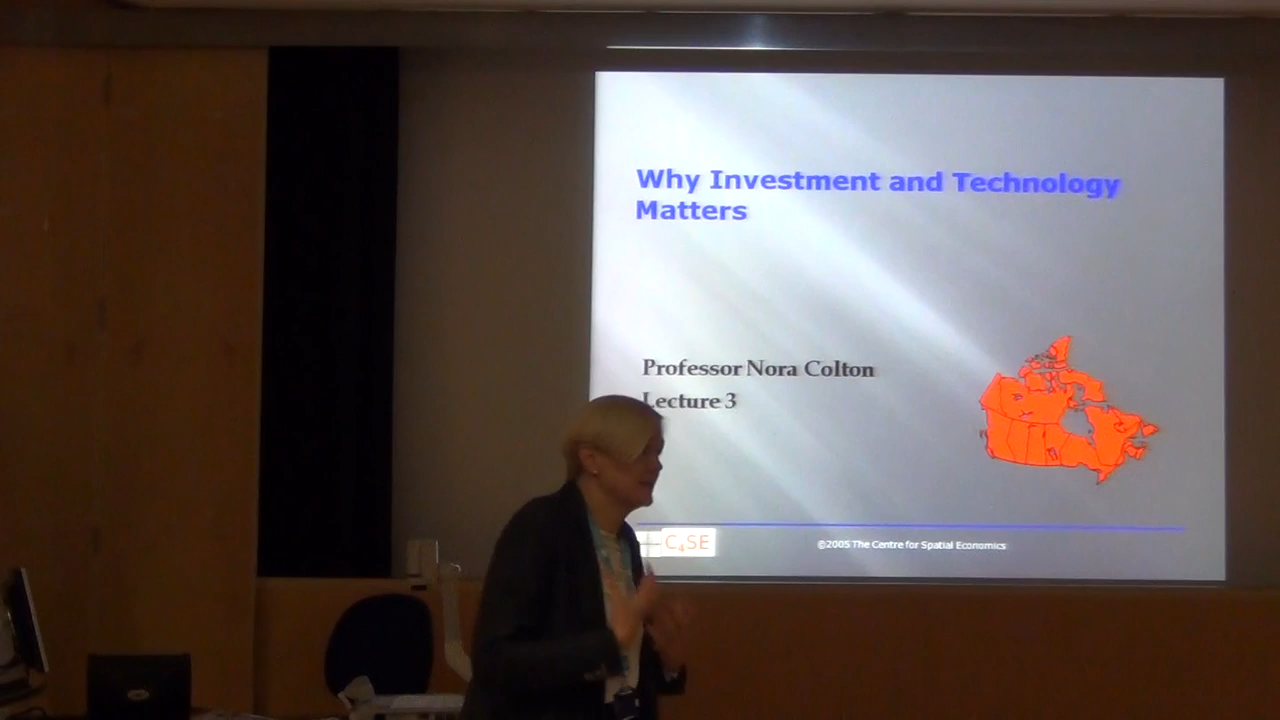 Why Investment and Technology
Matters
Professor Nora Colton
Lecture 3
C4SE
©2005 The Centre for Spatial Economics